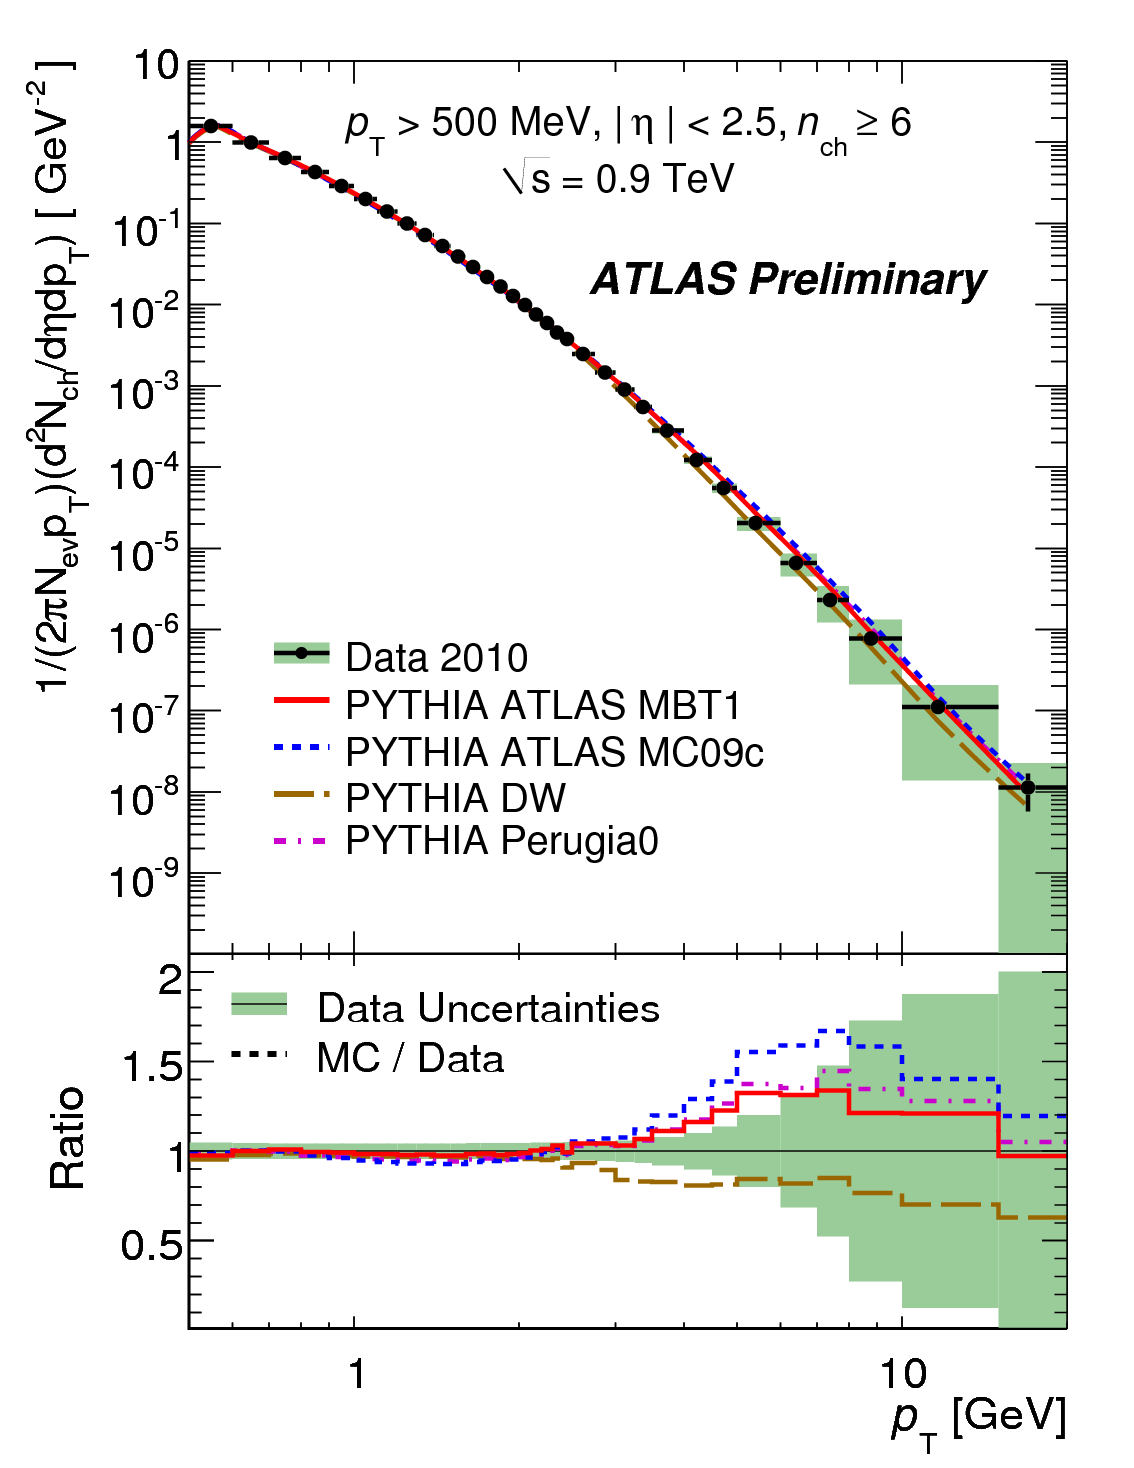 10
1
10^-1
10^-2
10^-3
10^-4
10^-5
10^-6
10^-7
10^-8
10^-9
1/(2πN_ev p_T)(d²N_ch/dηdp_T) [ GeV^-2 ]
p_T > 500 MeV, | η | < 2.5, n_ch ≥ 6
√s = 0.9 TeV
ATLAS Preliminary
Data 2010
PYTHIA ATLAS MBT1
PYTHIA ATLAS MC09c
PYTHIA DW
PYTHIA Perugia0
2
1.5
1
0.5
Ratio
Data Uncertainties
MC / Data
1
10
p_T [GeV]